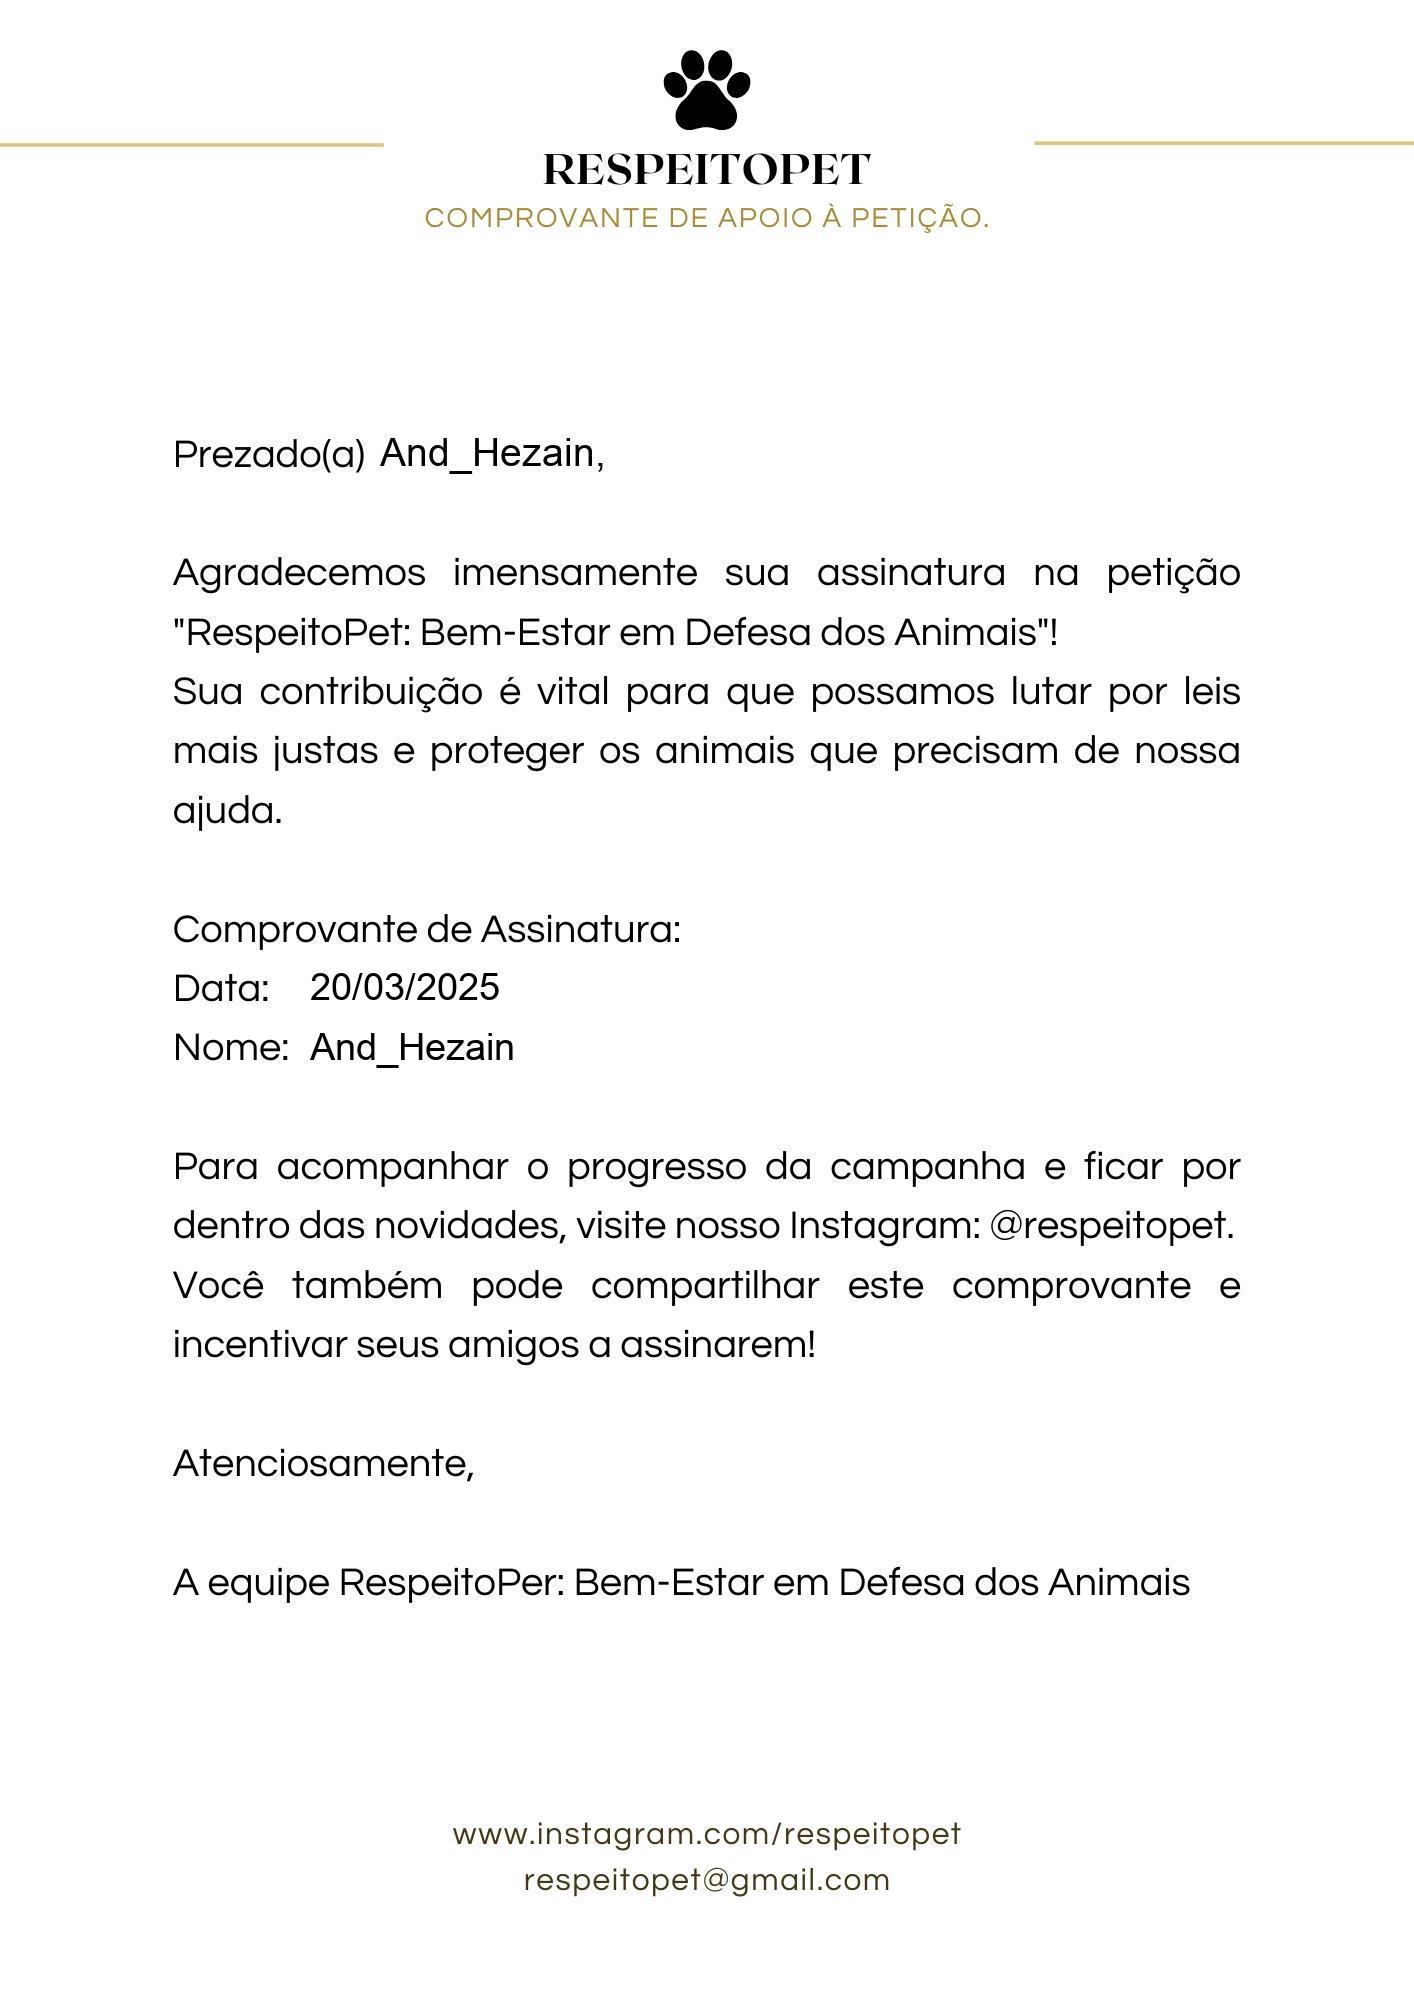 RESPEITOPET
COMPROVANTE DE APOIO À PETIÇÃO.
Prezado(a) And_Hezain,
Agradecemos imensamente sua assinatura na petição
"RespeitoPet: Bem-Estar em Defesa dos Animais"!
Sua contribuição é vital para que possamos lutar por leis
mais justas e proteger os animais que precisam de nossa
ajuda.
Comprovante de Assinatura:
Data: 20/03/2025
Nome: And_Hezain
Para acompanhar o progresso da campanha e ficar por
dentro das novidades, visite nosso Instagram: @respeitopet.
Você também pode compartilhar este comprovante e
incentivar seus amigos a assinarem!
Atenciosamente,
A equipe RespeitoPer: Bem-Estar em Defesa dos Animais
www.instagram.com/respeitopet
respeitopet@gmail.com